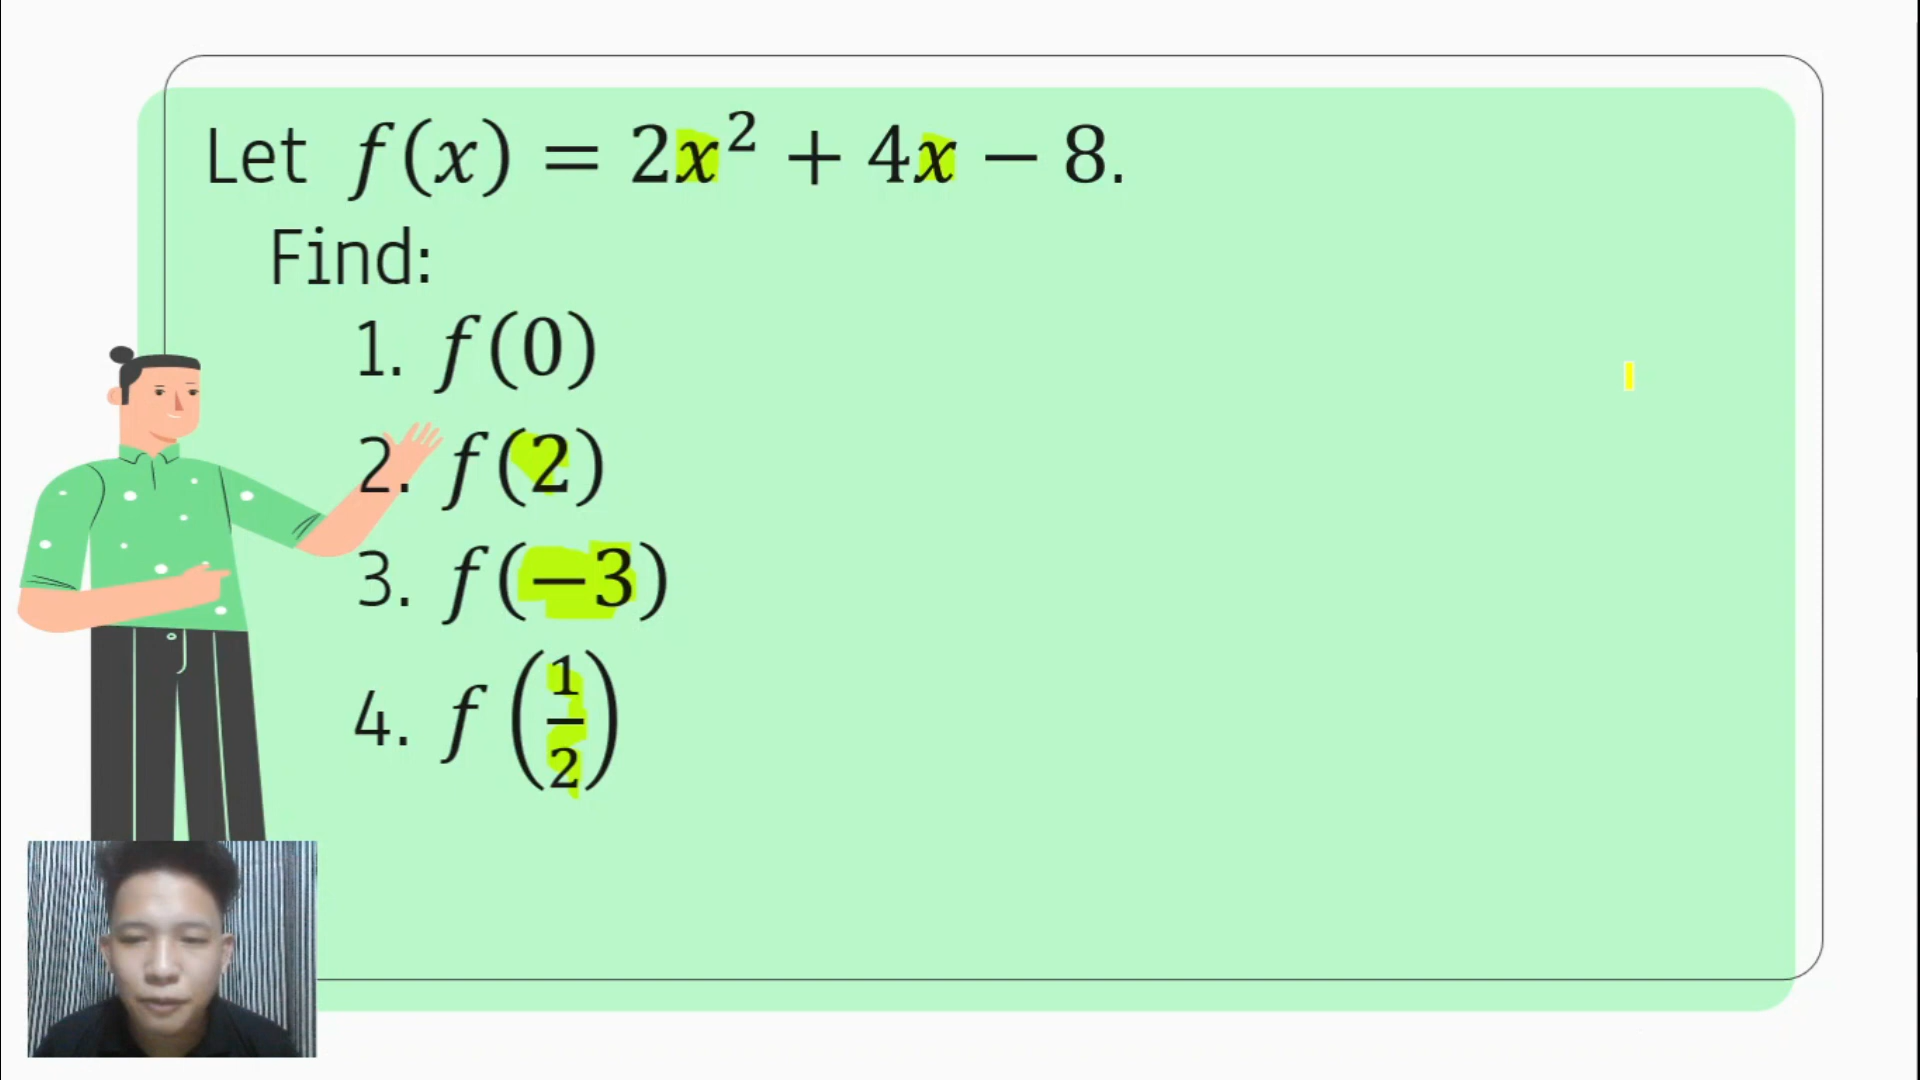 Let f(x) = 2x² + 4x − 8.
Find:
1. f(0)
2. f(2)
3. f(−3)
4. f(1/2)